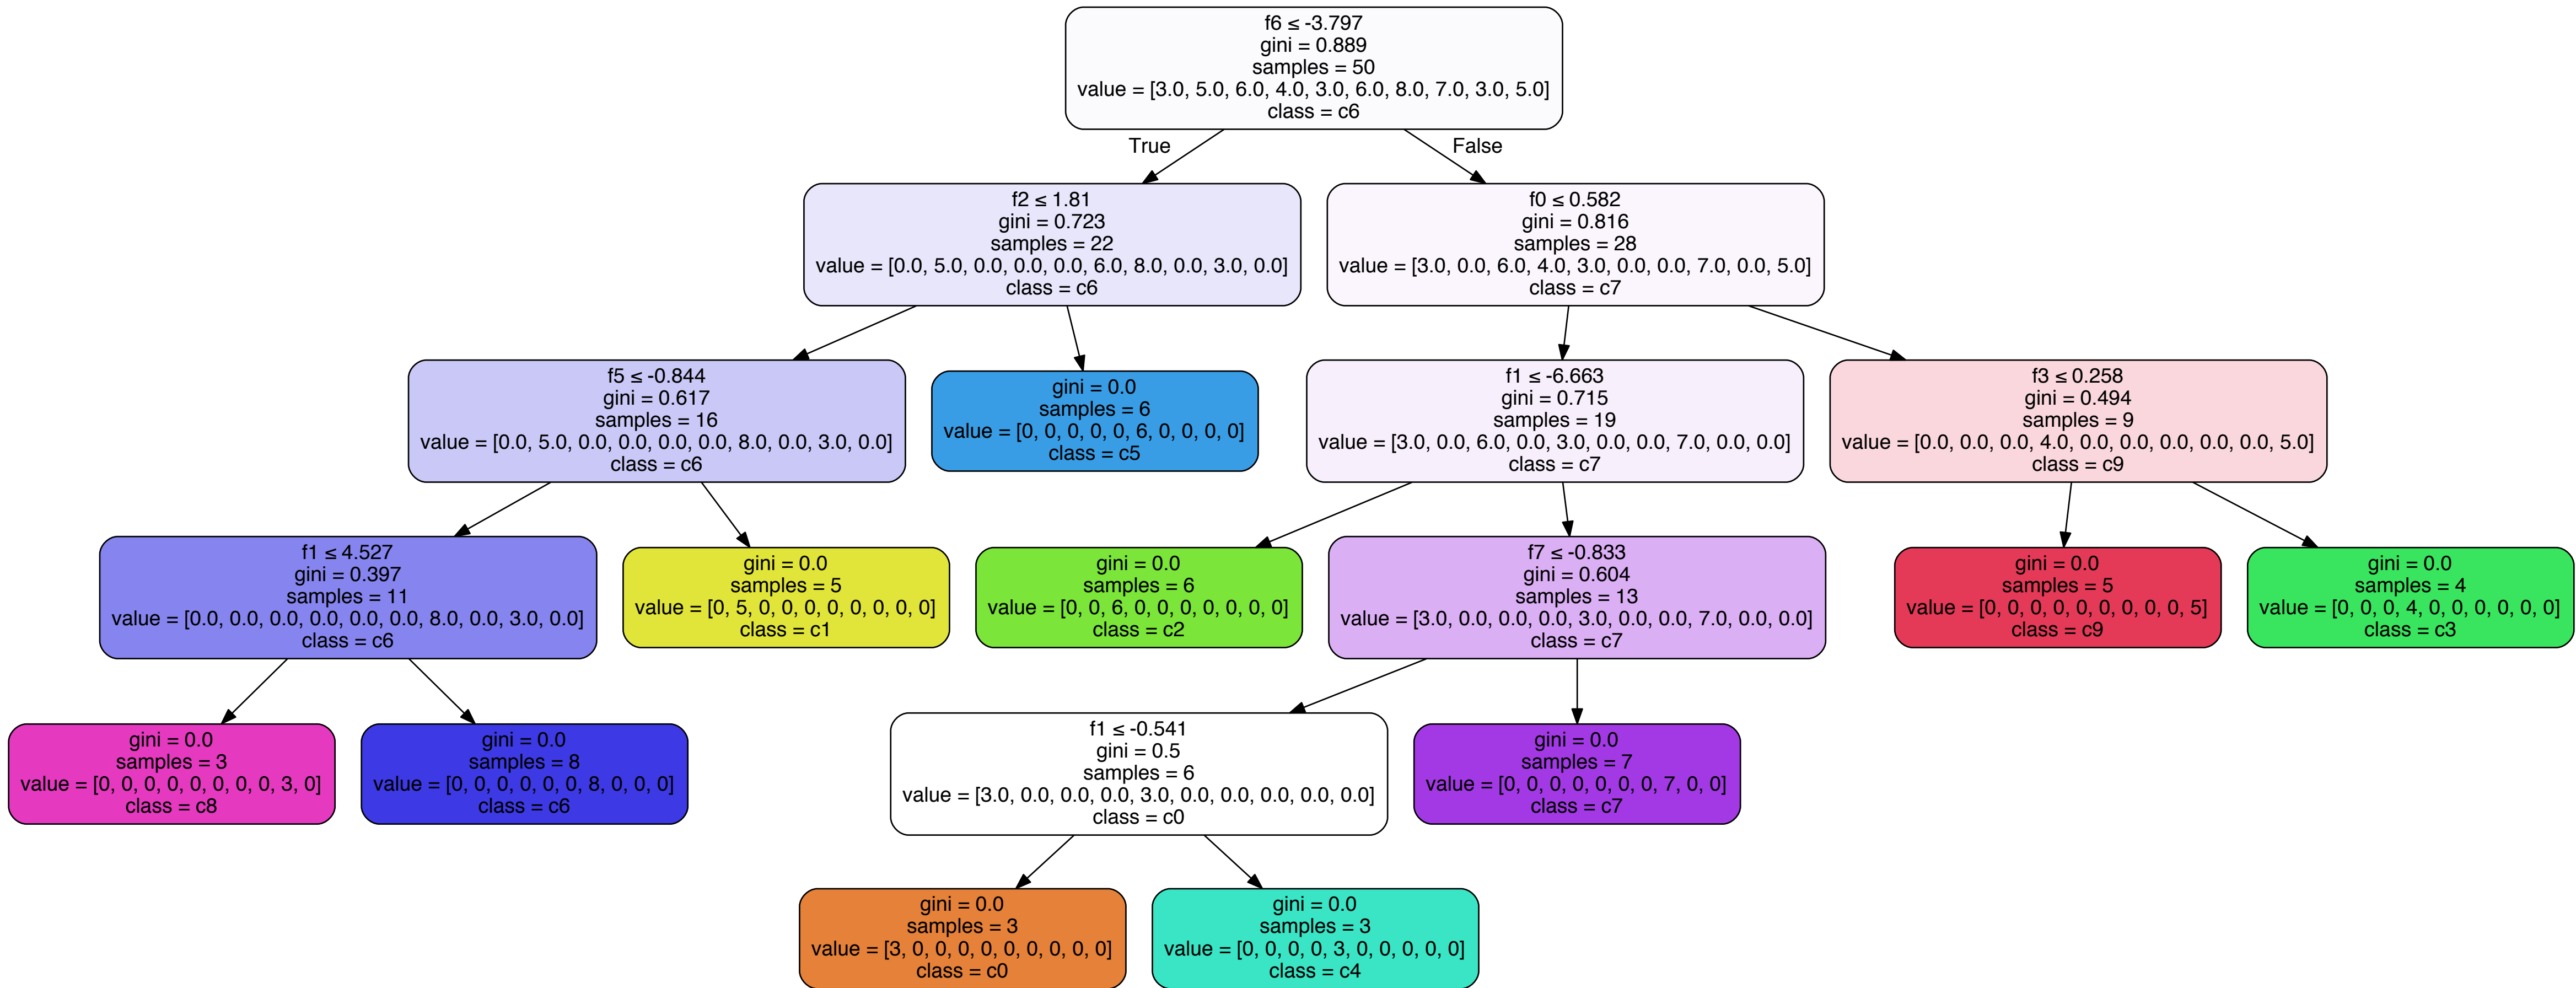 f6 ≤ -3.797
gini = 0.889
samples = 50
value = [3.0, 5.0, 6.0, 4.0, 3.0, 6.0, 8.0, 7.0, 3.0, 5.0]
class = c6
True
False
f2 ≤ 1.81
gini = 0.723
samples = 22
value = [0.0, 5.0, 0.0, 0.0, 0.0, 6.0, 8.0, 0.0, 3.0, 0.0]
class = c6
f0 ≤ 0.582
gini = 0.816
samples = 28
value = [3.0, 0.0, 6.0, 4.0, 3.0, 0.0, 0.0, 7.0, 0.0, 5.0]
class = c7
f5 ≤ -0.844
gini = 0.617
samples = 16
value = [0.0, 5.0, 0.0, 0.0, 0.0, 0.0, 8.0, 0.0, 3.0, 0.0]
class = c6
gini = 0.0
samples = 6
value = [0, 0, 0, 0, 0, 6, 0, 0, 0, 0]
class = c5
f1 ≤ -6.663
gini = 0.715
samples = 19
value = [3.0, 0.0, 6.0, 0.0, 3.0, 0.0, 0.0, 7.0, 0.0, 0.0]
class = c7
f3 ≤ 0.258
gini = 0.494
samples = 9
value = [0.0, 0.0, 0.0, 4.0, 0.0, 0.0, 0.0, 0.0, 0.0, 5.0]
class = c9
f1 ≤ 4.527
gini = 0.397
samples = 11
value = [0.0, 0.0, 0.0, 0.0, 0.0, 0.0, 8.0, 0.0, 3.0, 0.0]
class = c6
gini = 0.0
samples = 5
value = [0, 5, 0, 0, 0, 0, 0, 0, 0, 0]
class = c1
gini = 0.0
samples = 6
value = [0, 0, 6, 0, 0, 0, 0, 0, 0, 0]
class = c2
f7 ≤ -0.833
gini = 0.604
samples = 13
value = [3.0, 0.0, 0.0, 0.0, 3.0, 0.0, 0.0, 7.0, 0.0, 0.0]
class = c7
gini = 0.0
samples = 5
value = [0, 0, 0, 0, 0, 0, 0, 0, 0, 5]
class = c9
gini = 0.0
samples = 4
value = [0, 0, 0, 4, 0, 0, 0, 0, 0, 0]
class = c3
gini = 0.0
samples = 3
value = [0, 0, 0, 0, 0, 0, 0, 0, 3, 0]
class = c8
gini = 0.0
samples = 8
value = [0, 0, 0, 0, 0, 0, 8, 0, 0, 0]
class = c6
f1 ≤ -0.541
gini = 0.5
samples = 6
value = [3.0, 0.0, 0.0, 0.0, 3.0, 0.0, 0.0, 0.0, 0.0, 0.0]
class = c0
gini = 0.0
samples = 7
value = [0, 0, 0, 0, 0, 0, 0, 7, 0, 0]
class = c7
gini = 0.0
samples = 3
value = [3, 0, 0, 0, 0, 0, 0, 0, 0, 0]
class = c0
gini = 0.0
samples = 3
value = [0, 0, 0, 0, 3, 0, 0, 0, 0, 0]
class = c4